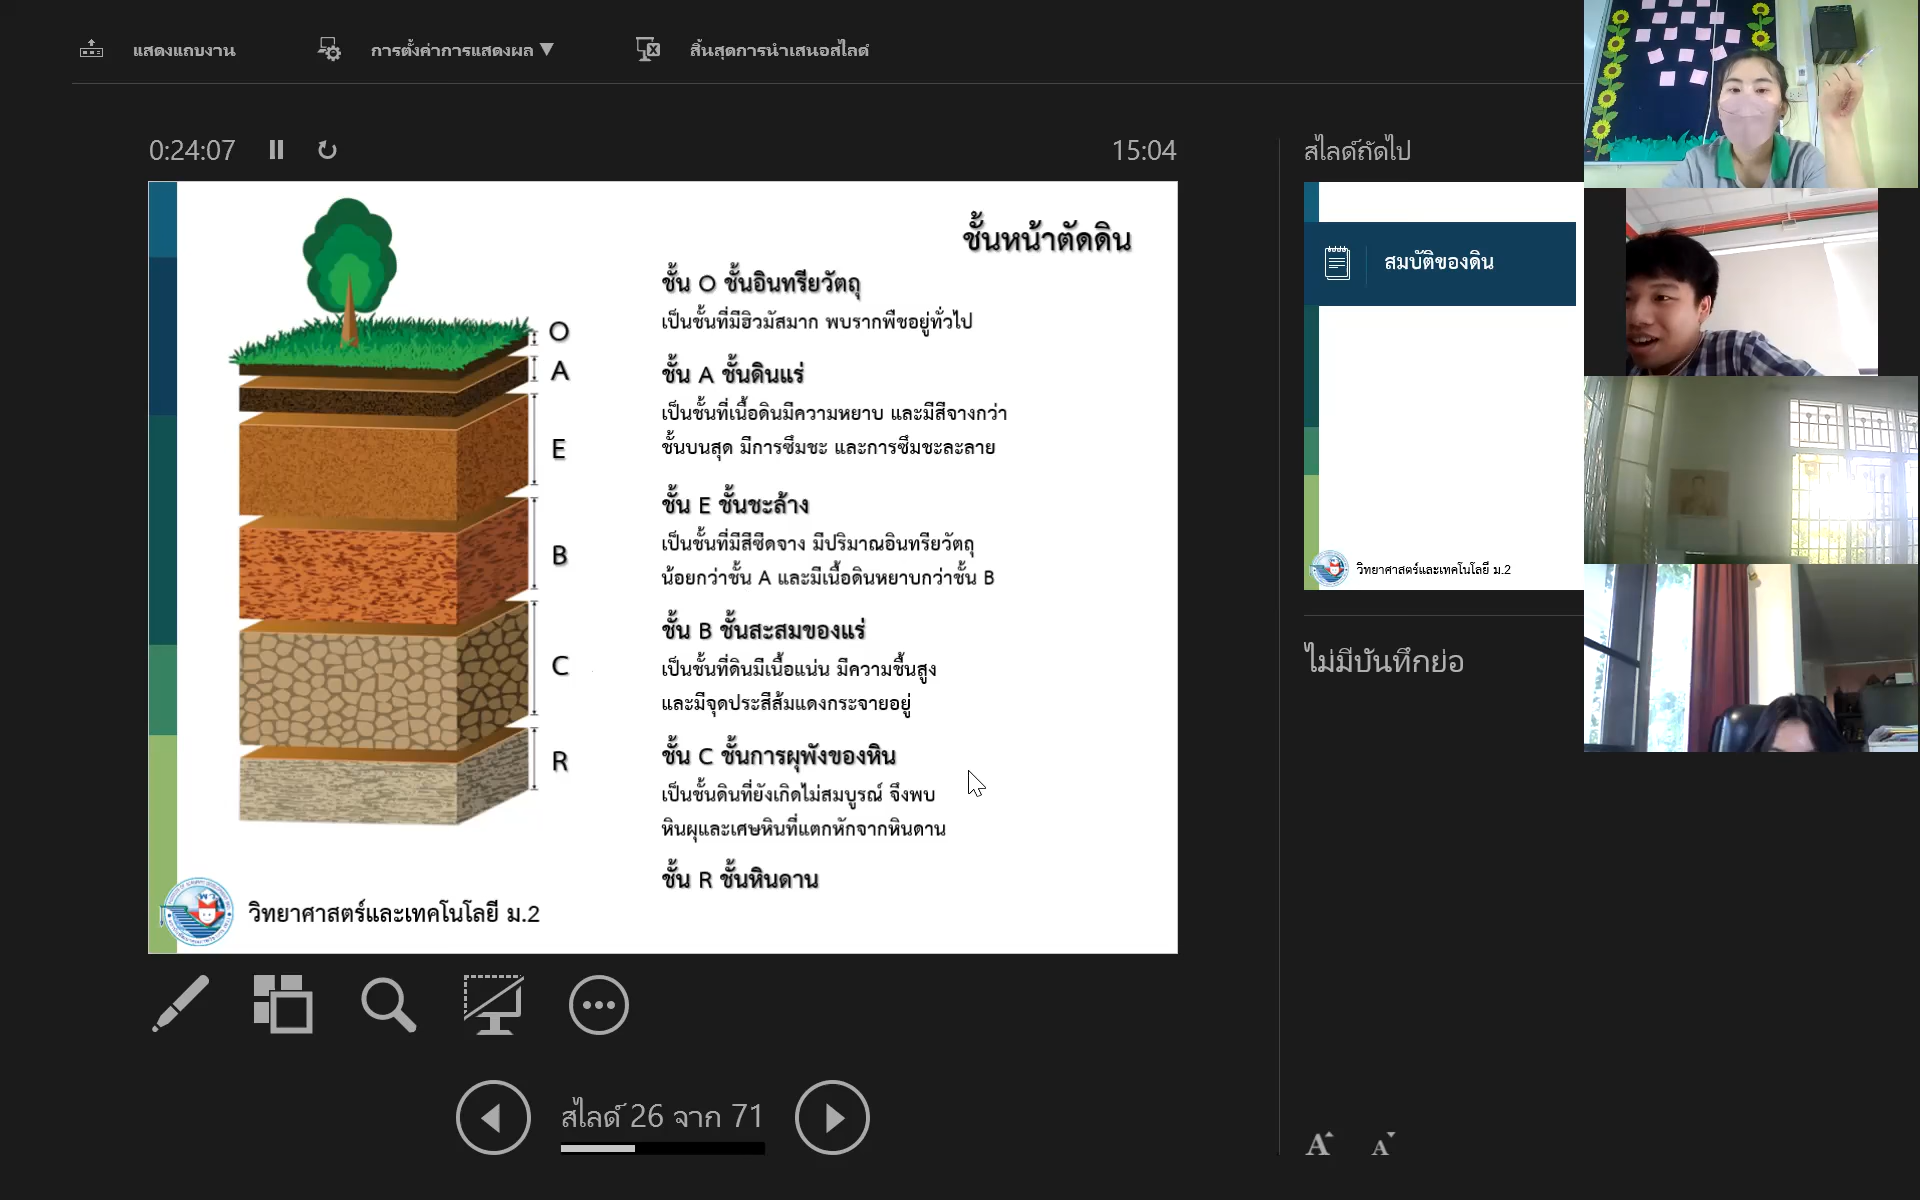 แสดงแถบงาน
การตั้งค่าการแสดงผล ▼
สิ้นสุดการนำเสนอสไลด์
0:24:07
15:04
ชั้นหน้าตัดดิน
ชั้น O ชั้นอินทรียวัตถุ
เป็นชั้นที่มีฮิวมัสมาก พบรากพืชอยู่ทั่วไป
ชั้น A ชั้นดินแร่
เป็นชั้นที่เนื้อดินมีความหยาบ และมีสีจางกว่า
ชั้นบนสุด มีการซึมชะ และการซึมชะละลาย
ชั้น E ชั้นชะล้าง
เป็นชั้นที่มีสีซีดจาง มีปริมาณอินทรียวัตถุ
น้อยกว่าชั้น A และมีเนื้อดินหยาบกว่าชั้น B
ชั้น B ชั้นสะสมของแร่
เป็นชั้นที่ดินมีเนื้อแน่น มีความชื้นสูง
และมีจุดประสีส้มแดงกระจายอยู่
ชั้น C ชั้นการผุพังของหิน
เป็นชั้นดินที่ยังเกิดไม่สมบูรณ์ จึงพบ
หินผุและเศษหินที่แตกหักจากหินดาน
ชั้น R ชั้นหินดาน
O
A
E
B
C
R
วิทยาศาสตร์และเทคโนโลยี ม.2
สไลด์ 26 จาก 71
สไลด์ถัดไป
สมบัติของดิน
วิทยาศาสตร์และเทคโนโลยี ม.2
ไม่มีบันทึกย่อ
A A